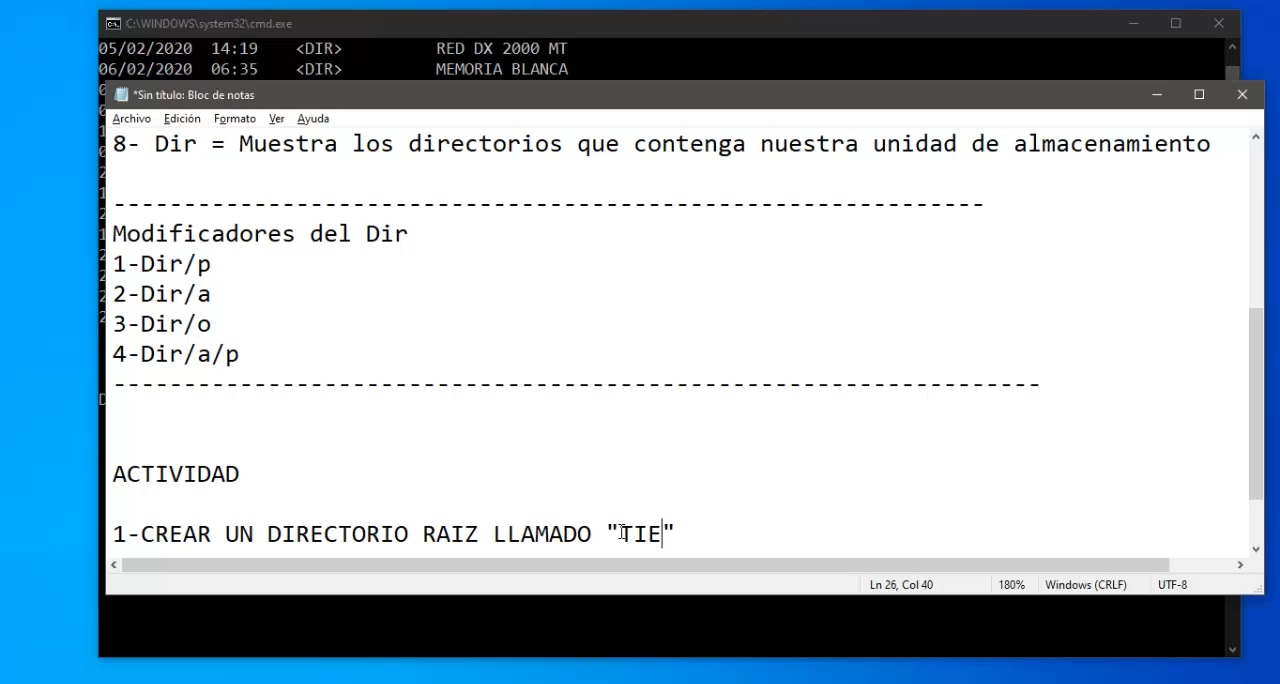 C:\WINDOWS\system32\cmd.exe
05/02/2020 14:19 <DIR> RED DX 2000 MT
06/02/2020 06:35 <DIR> MEMORIA BLANCA
*Sin título: Bloc de notas
Archivo Edición Formato Ver Ayuda
8- Dir = Muestra los directorios que contenga nuestra unidad de almacenamiento
--------------------------------------------------------------
Modificadores del Dir
1-Dir/p
2-Dir/a
3-Dir/o
4-Dir/a/p
------------------------------------------------------------------
ACTIVIDAD
1-CREAR UN DIRECTORIO RAIZ LLAMADO "TIE"
Ln 26, Col 40 180% Windows (CRLF) UTF-8